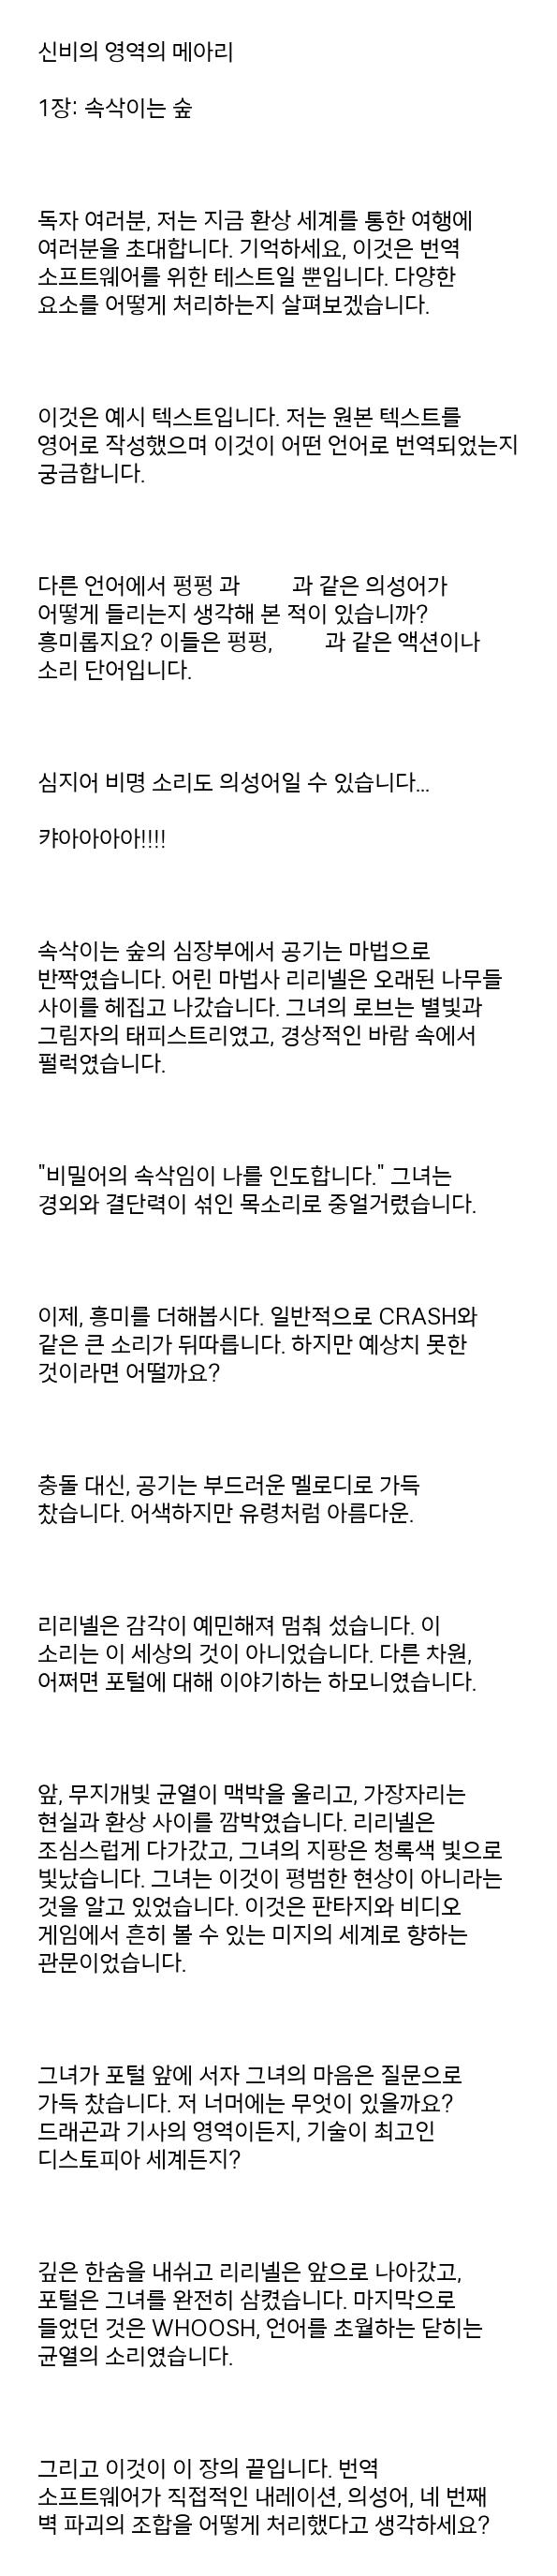 신비의 영역의 메아리
1장: 속삭이는 숲
독자 여러분, 저는 지금 환상 세계를 통한 여행에
여러분을 초대합니다. 기억하세요, 이것은 번역
소프트웨어를 위한 테스트일 뿐입니다. 다양한
요소를 어떻게 처리하는지 살펴보겠습니다.
이것은 예시 텍스트입니다. 저는 원본 텍스트를
영어로 작성했으며 이것이 어떤 언어로 번역되었는지
궁금합니다.
다른 언어에서 펑펑 과 과 같은 의성어가
어떻게 들리는지 생각해 본 적이 있습니까?
흥미롭지요? 이들은 펑펑, 과 같은 액션이나
소리 단어입니다.
심지어 비명 소리도 의성어일 수 있습니다...
캬아아아아!!!!
속삭이는 숲의 심장부에서 공기는 마법으로
반짝였습니다. 어린 마법사 리리넬은 오래된 나무들
사이를 헤집고 나갔습니다. 그녀의 로브는 별빛과
그림자의 태피스트리였고, 경상적인 바람 속에서
펄럭였습니다.
"비밀어의 속삭임이 나를 인도합니다." 그녀는
경외와 결단력이 섞인 목소리로 중얼거렸습니다.
이제, 흥미를 더해봅시다. 일반적으로 CRASH와
같은 큰 소리가 뒤따릅니다. 하지만 예상치 못한
것이라면 어떨까요?
충돌 대신, 공기는 부드러운 멜로디로 가득
찼습니다. 어색하지만 유령처럼 아름다운.
리리넬은 감각이 예민해져 멈춰 섰습니다. 이
소리는 이 세상의 것이 아니었습니다. 다른 차원,
어쩌면 포털에 대해 이야기하는 하모니였습니다.
앞, 무지개빛 균열이 맥박을 울리고, 가장자리는
현실과 환상 사이를 깜박였습니다. 리리넬은
조심스럽게 다가갔고, 그녀의 지팡은 청록색 빛으로
빛났습니다. 그녀는 이것이 평범한 현상이 아니라는
것을 알고 있었습니다. 이것은 판타지와 비디오
게임에서 흔히 볼 수 있는 미지의 세계로 향하는
관문이었습니다.
그녀가 포털 앞에 서자 그녀의 마음은 질문으로
가득 찼습니다. 저 너머에는 무엇이 있을까요?
드래곤과 기사의 영역이든지, 기술이 최고인
디스토피아 세계든지?
깊은 한숨을 내쉬고 리리넬은 앞으로 나아갔고,
포털은 그녀를 완전히 삼켰습니다. 마지막으로
들었던 것은 WHOOSH, 언어를 초월하는 닫히는
균열의 소리였습니다.
그리고 이것이 이 장의 끝입니다. 번역
소프트웨어가 직접적인 내레이션, 의성어, 네 번째
벽 파괴의 조합을 어떻게 처리했다고 생각하세요?